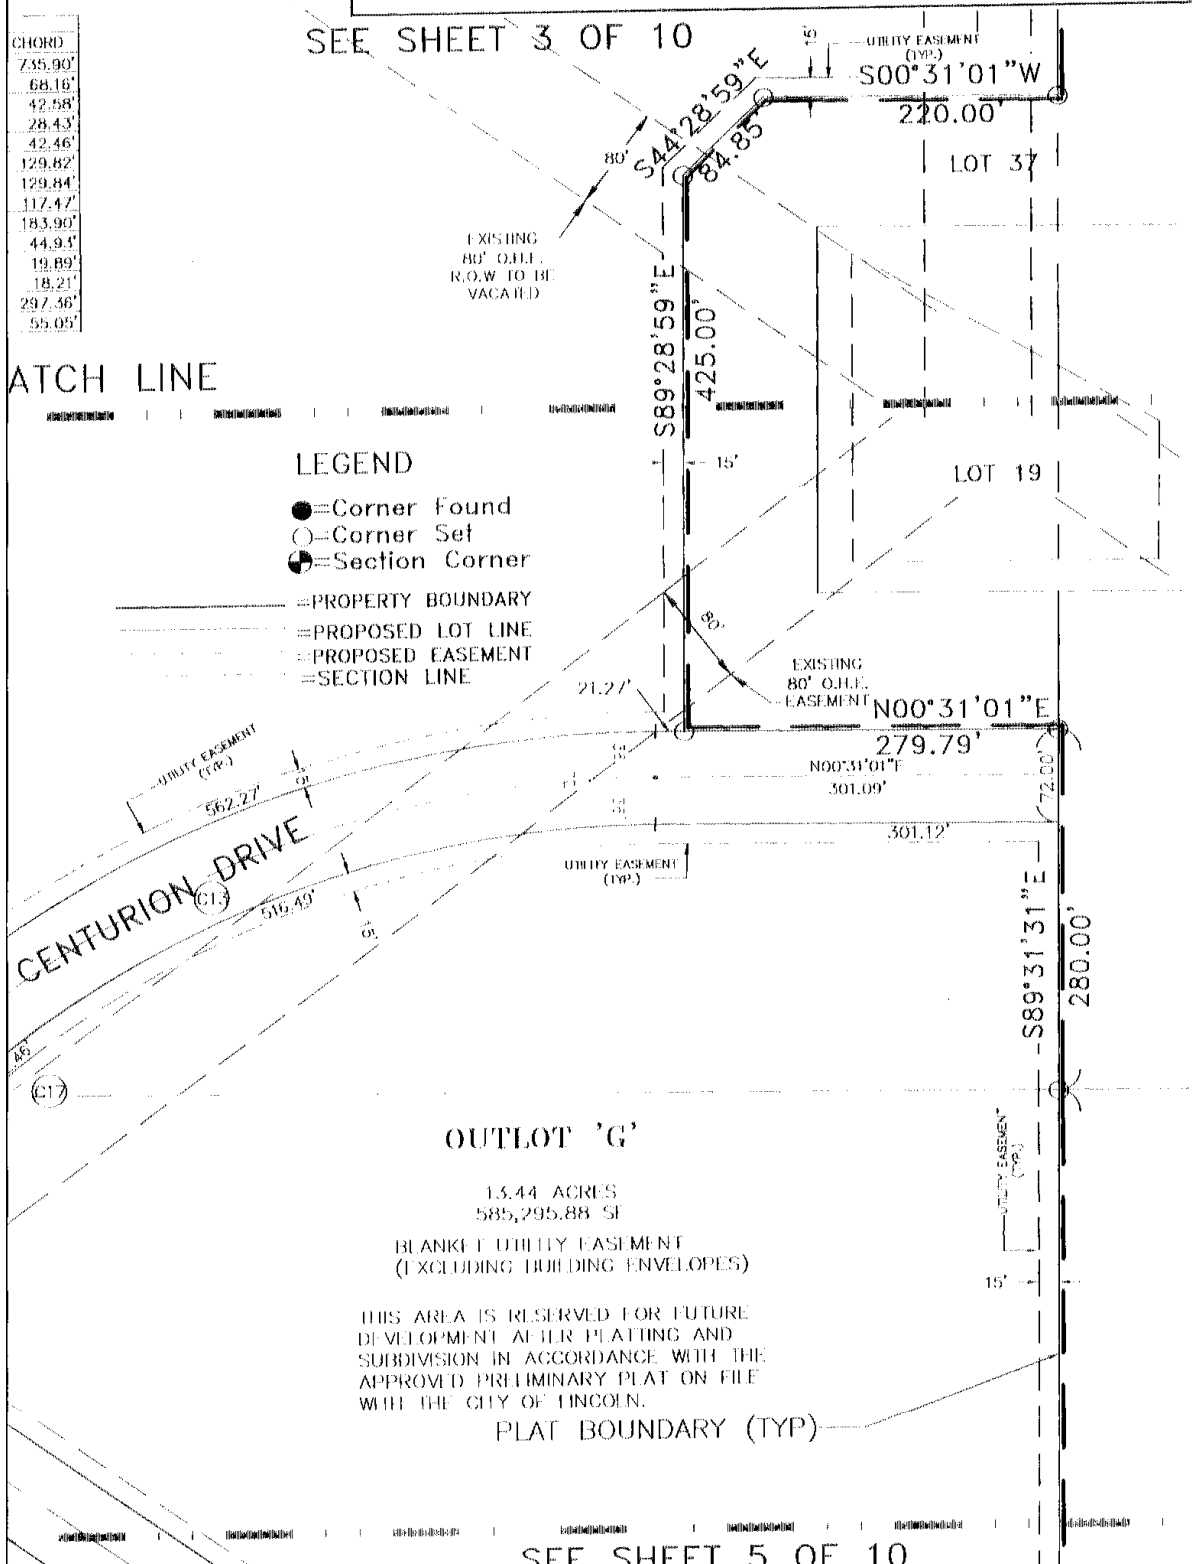 SEE SHEET 3 OF 10
CHORD
735.90'
68.16'
42.58'
28.43'
42.46'
129.82'
129.84'
117.47'
183.90'
44.93'
19.89'
18.21'
297.36'
55.05'
15'
UTILITY EASEMENT
(TYP.)
S00°31'01"W
220.00'
S44°28'59"E
84.85'
80'
LOT 37
EXISTING
80' O.H.E.
R.O.W TO BE
VACATED
S89°28'59"E
425.00'
ATCH LINE
15'
LOT 19
LEGEND
=Corner Found
=Corner Set
=Section Corner
=PROPERTY BOUNDARY
=PROPOSED LOT LINE
=PROPOSED EASEMENT
=SECTION LINE
80'
EXISTING
80' O.H.E.
EASEMENT
21.27'
N00°31'01"E
279.79'
N00°31'01"E
301.09'
72.00'
301.12'
UTILITY EASEMENT
(TYP.)
562.27'
15'
CENTURION DRIVE
C13
516.49'
15'
UTILITY EASEMENT
(TYP.)
S89°31'31"E
280.00'
.46'
C17
OUTLOT 'G'
13.44 ACRES
585,295.88 SF
BLANKET UTILITY EASEMENT
(EXCLUDING BUILDING ENVELOPES)
UTILITY EASEMENT
(TYP.)
15'
THIS AREA IS RESERVED FOR FUTURE
DEVELOPMENT AFTER PLATTING AND
SUBDIVISION IN ACCORDANCE WITH THE
APPROVED PRELIMINARY PLAT ON FILE
WITH THE CITY OF LINCOLN.
PLAT BOUNDARY (TYP)
SEE SHEET 5 OF 10